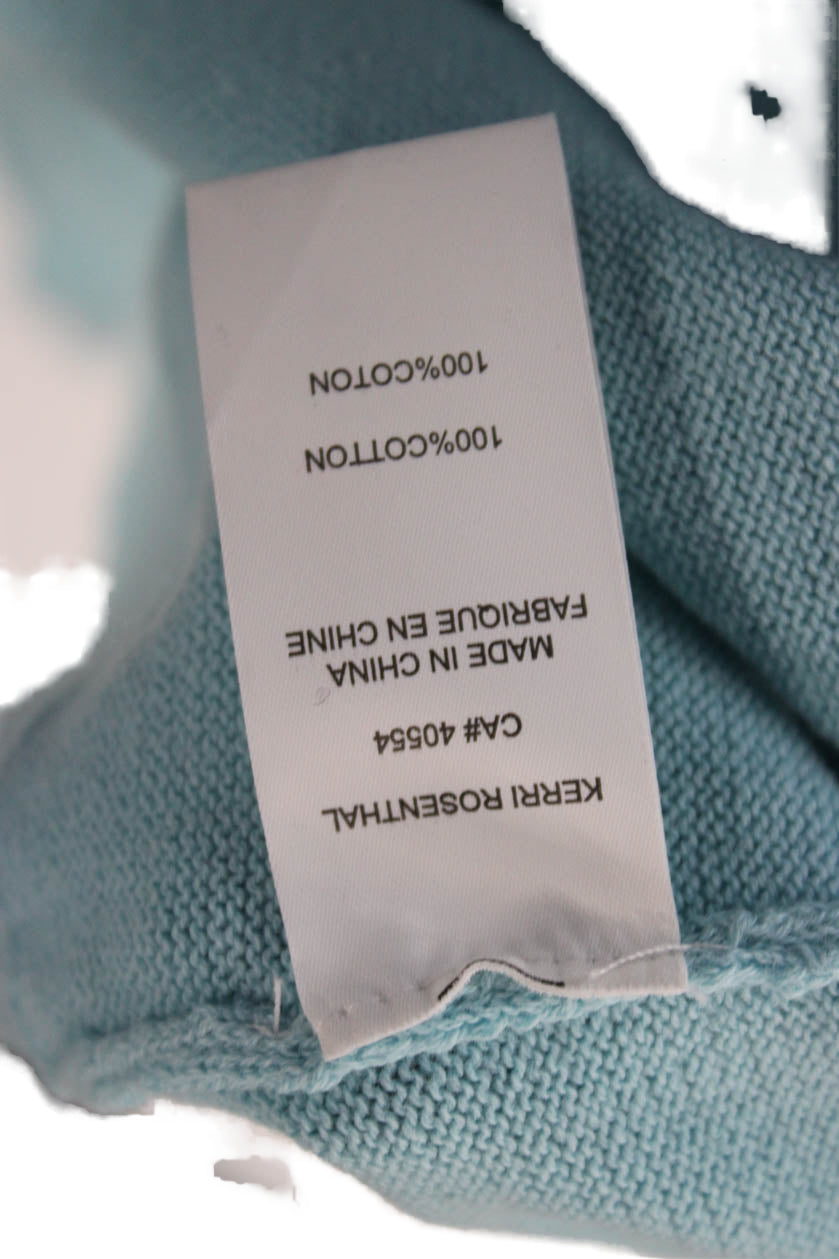 KERRI ROSENTHAL
CA# 40554
MADE IN CHINA
FABRIQUE EN CHINE
100%COTTON
100%COTON